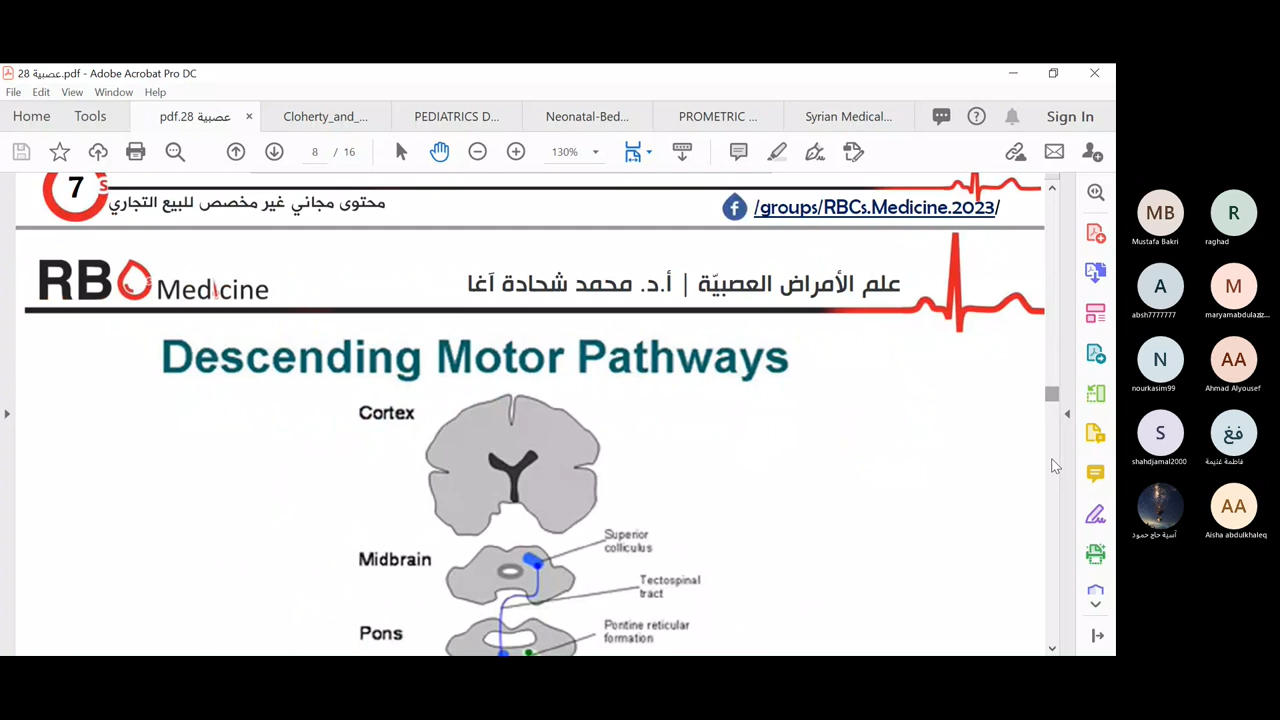 28 عصبية.pdf - Adobe Acrobat Pro DC
File Edit View Window Help
Home Tools pdf.28 عصبية × Cloherty_and_... PEDIATRICS D... Neonatal-Bed... PROMETRIC ... Syrian Medical... Sign In
8 / 16 130%
7
محتوى مجاني غير مخصص للبيع التجاري
/groups/RBCs.Medicine.2023/
RB Medicine
علم الأمراض العصبيّة | أ.د. محمد شحادة آغا
Descending Motor Pathways
Cortex
Superior
colliculus
Midbrain
Tectospinal
tract
Pons
Pontine reticular
formation
MB R
Mustafa Bakri raghad
A M
absh7777777 maryamabdulaziz...
N AA
nourkasim99 Ahmad Alyousef
S فغ
shahdjamal2000 فاطمة غنيمة
AA
آسية حاج حمود Aisha abdulkhaleq